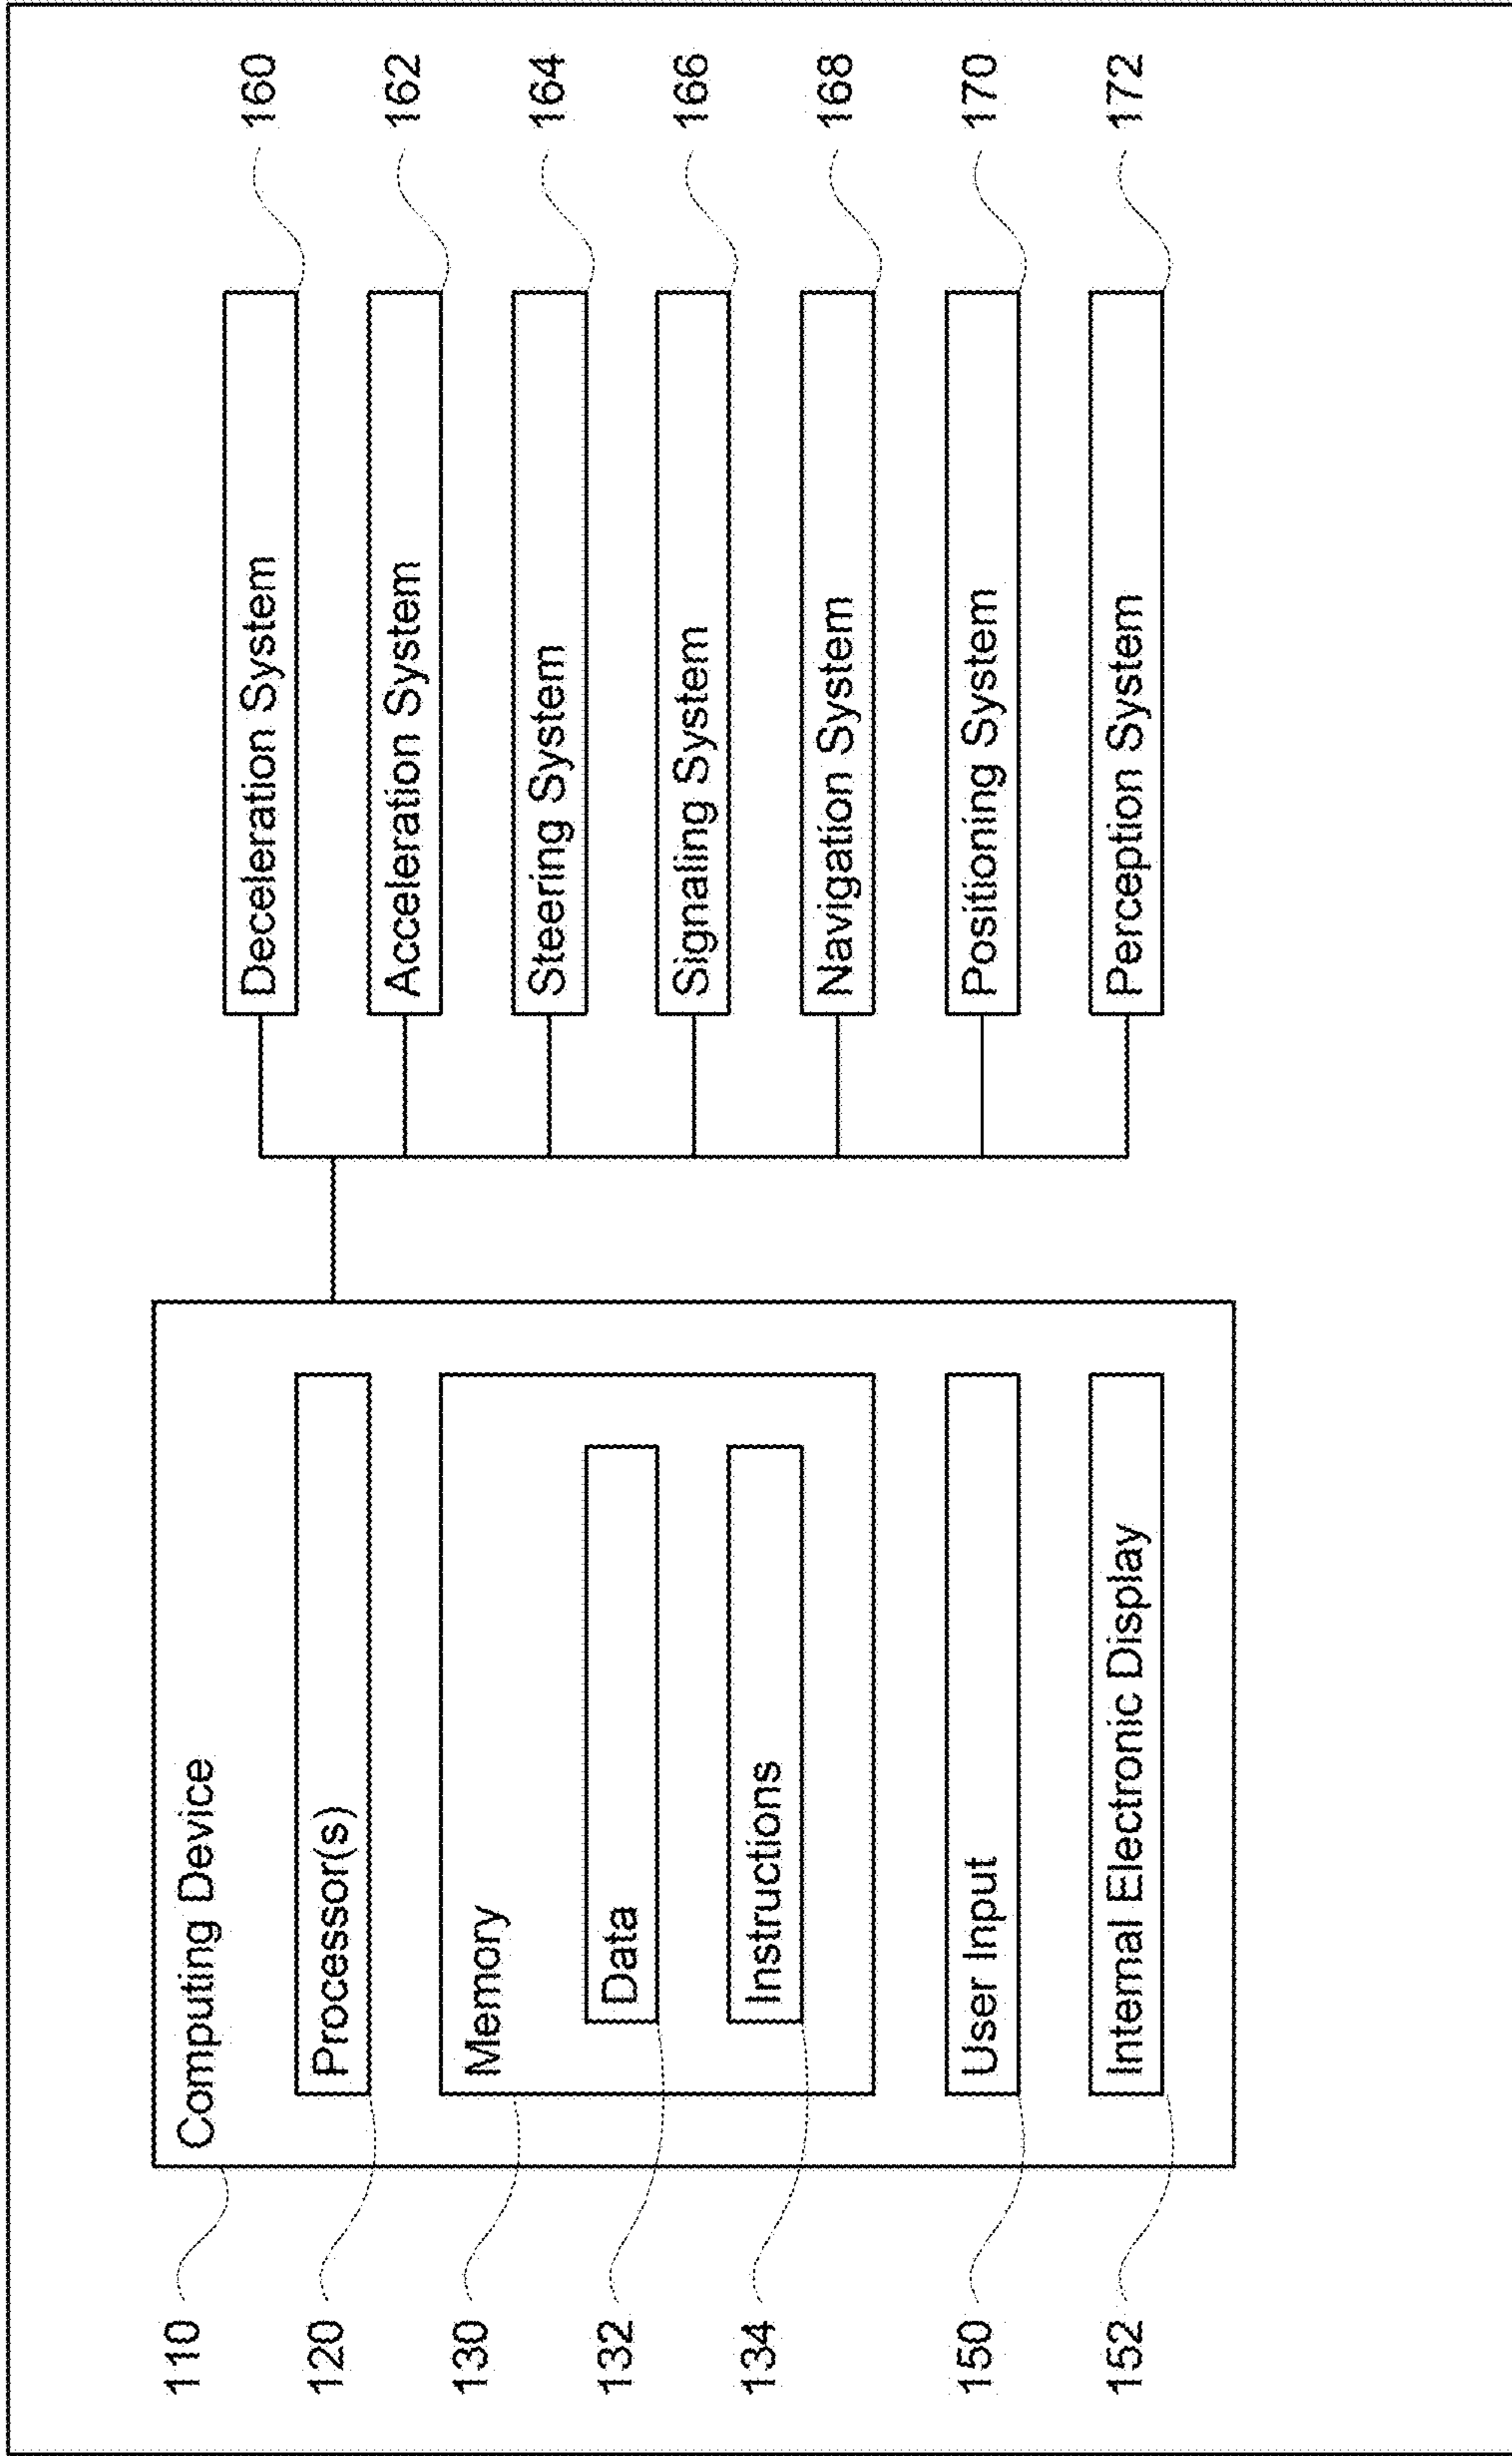 110
Computing Device
120
Processor(s)
130
Memory
132
Data
134
Instructions
150
User Input
152
Internal Electronic Display
Deceleration System
160
Acceleration System
162
Steering System
164
Signaling System
166
Navigation System
168
Positioning System
170
Perception System
172